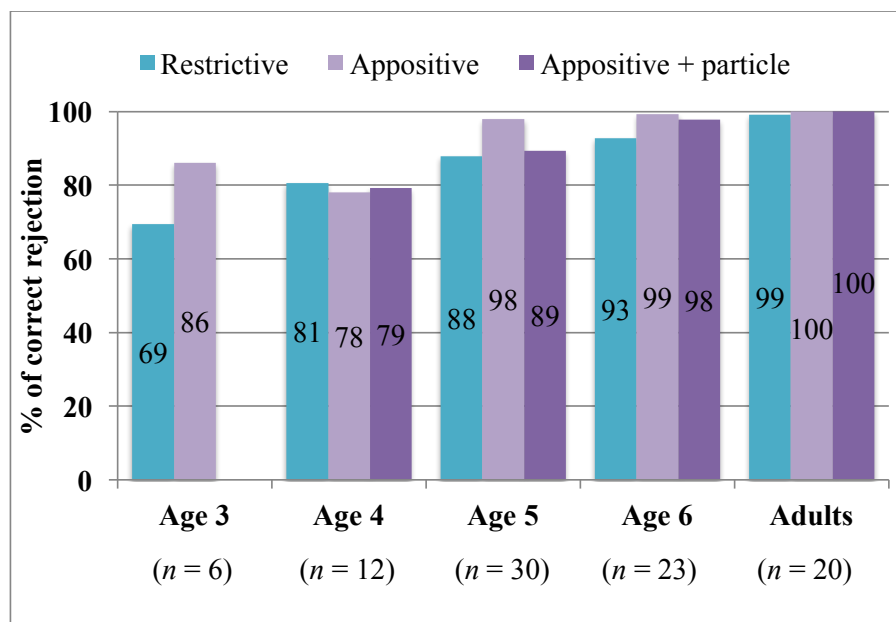 Restrictive Appositive Appositive + particle
% of correct rejection
100
80
60
40
20
0
69 86
81 78 79
88 98 89
93 99 98
99 100 100
Age 3 Age 4 Age 5 Age 6 Adults
(n = 6) (n = 12) (n = 30) (n = 23) (n = 20)